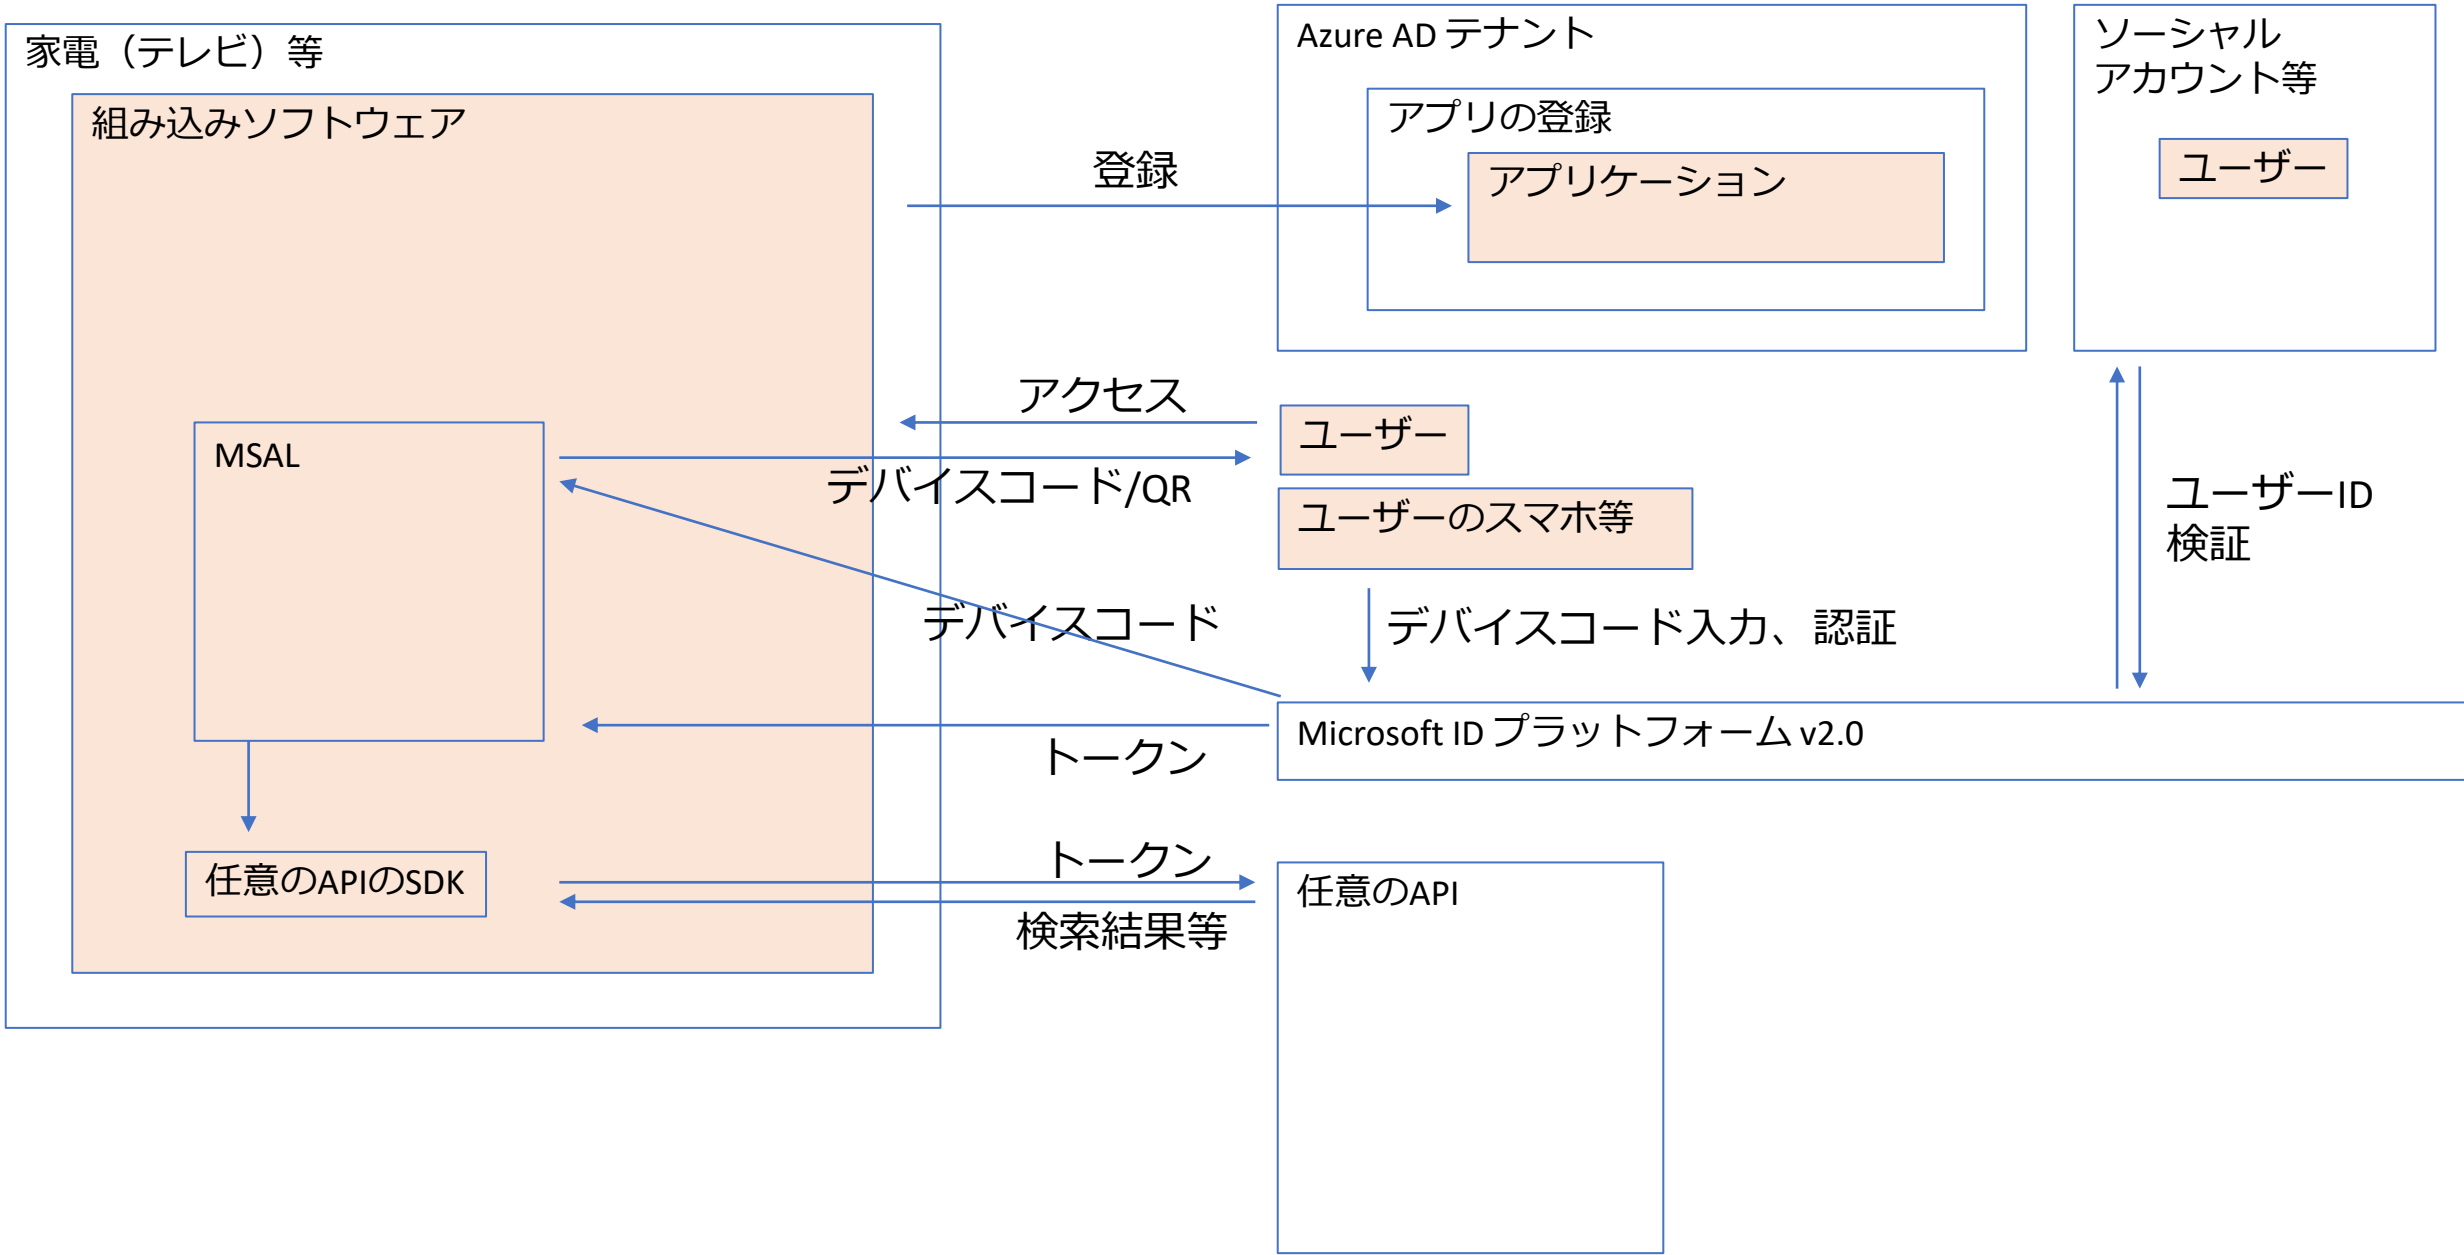 家電（テレビ）等
組み込みソフトウェア
MSAL
任意のAPIのSDK
登録
Azure AD テナント
アプリの登録
アプリケーション
ソーシャル
アカウント等
ユーザー
アクセス
デバイスコード/QR
ユーザー
ユーザーのスマホ等
デバイスコード
デバイスコード入力、認証
ユーザーID
検証
トークン
Microsoft ID プラットフォーム v2.0
トークン
検索結果等
任意のAPI